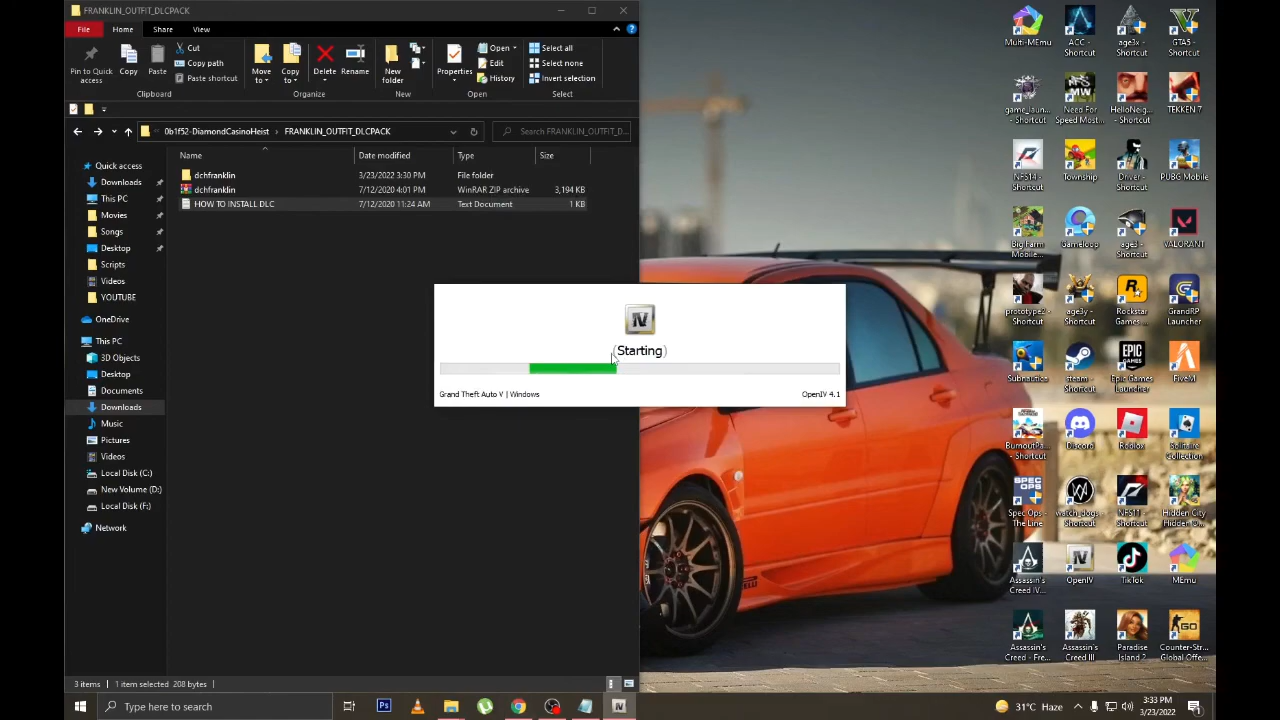 FRANKLIN_OUTFIT_DLCPACK
File Home Share View
Pin to Quick access
Copy
Paste
Cut
Copy path
Paste shortcut
Clipboard
Move to
Copy to
Delete
Rename
Organize
New folder
New
Properties
Open
Edit
History
Open
Select all
Select none
Invert selection
Select
0b1f52-DiamondCasinoHeist › FRANKLIN_OUTFIT_DLCPACK
Search FRANKLIN_OUTFIT_D...
Name Date modified Type Size
dchfranklin 3/23/2022 3:30 PM File folder
dchfranklin 7/12/2020 4:01 PM WinRAR ZIP archive 3,194 KB
HOW TO INSTALL DLC 7/12/2020 11:24 AM Text Document 1 KB
Quick access
Downloads
This PC
Movies
Songs
Desktop
Scripts
Videos
YOUTUBE
OneDrive
This PC
3D Objects
Desktop
Documents
Downloads
Music
Pictures
Videos
Local Disk (C:)
New Volume (D:)
Local Disk (F:)
Network
3 items 1 item selected 208 bytes
IV
(Starting)
Grand Theft Auto V | Windows OpenIV 4.1
Multi-MEmu
ACC - Shortcut
age3x - Shortcut
GTA5 - Shortcut
game_laun...
Shortcut
Need For Speed Most...
HelloNeig...
Shortcut
TEKKEN 7
NFS14 - Shortcut
Township
Driver - Shortcut
PUBG Mobile
Big Farm Mobile...
Gameloop
age3 - Shortcut
VALORANT
prototype2 - Shortcut
age3y - Shortcut
Rockstar Games ...
GrandRP Launcher
Subnautica
steam - Shortcut
Epic Games Launcher
FiveM
BurnoutPa...
- Shortcut
Discord
Roblox
Solitaire Collection
Spec Ops - The Line
watch_dogs - Shortcut
NFS11 - Shortcut
Hidden City Hidden O...
Assassin's Creed IV...
OpenIV
TikTok
MEmu
Assassin's Creed - Fre...
Assassin's Creed III
Paradise Island 2
Counter-Str...
Global Offe...
Type here to search
31°C Haze
3:33 PM
3/23/2022